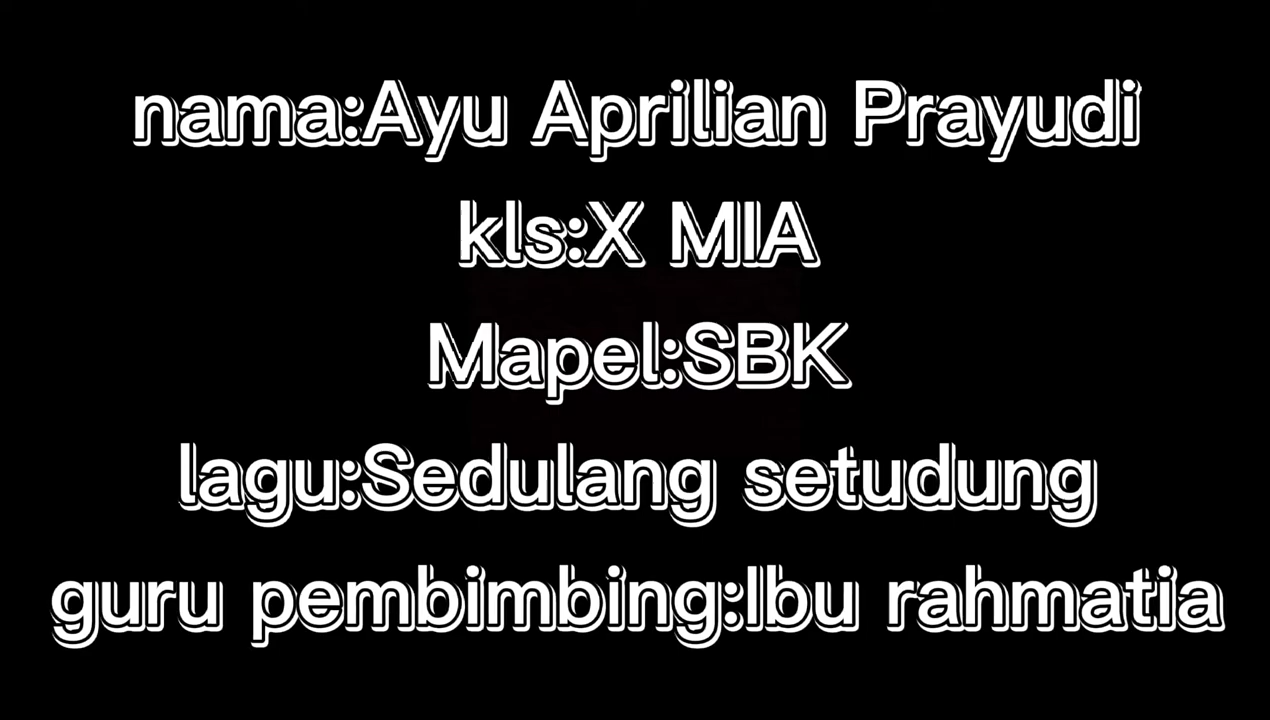 nama:Ayu Aprilian Prayudi
kls:X MIA
Mapel:SBK
lagu:Sedulang setudung
guru pembimbing:Ibu rahmatia